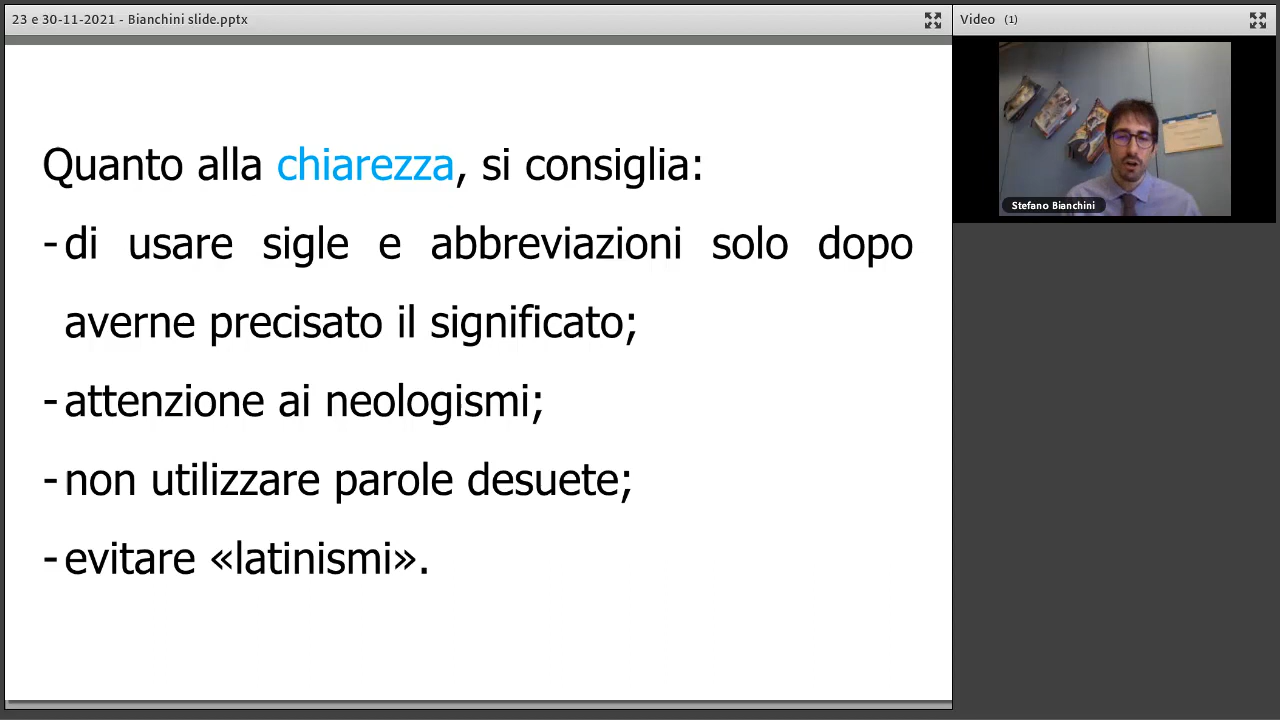 23 e 30-11-2021 - Bianchini slide.pptx
Video (1)
Quanto alla chiarezza, si consiglia:
- di usare sigle e abbreviazioni solo dopo
averne precisato il significato;
- attenzione ai neologismi;
- non utilizzare parole desuete;
- evitare «latinismi».
Stefano Bianchini